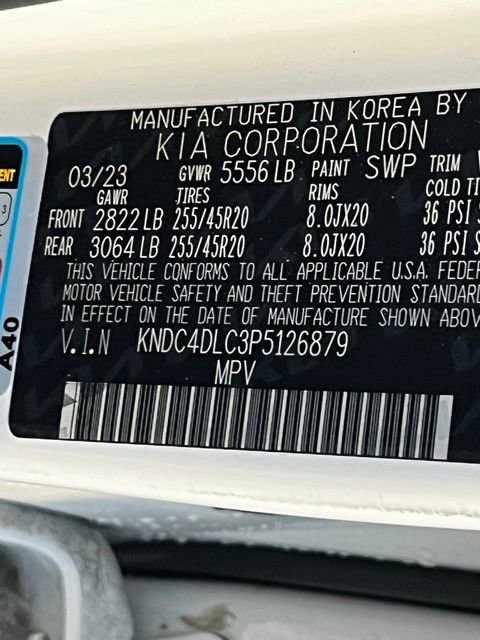 MANUFACTURED IN KOREA BY
KIA CORPORATION
03/23 GVWR 5556 LB PAINT SWP TRIM
GAWR TIRES RIMS COLD TI
FRONT 2822 LB 255/45R20 8.0JX20 36 PSI
REAR 3064 LB 255/45R20 8.0JX20 36 PSI
THIS VEHICLE CONFORMS TO ALL APPLICABLE U.S.A. FEDER
MOTOR VEHICLE SAFETY AND THEFT PREVENTION STANDARD
IN EFFECT ON THE DATE OF MANUFACTURE SHOWN ABOV
V.I.N KNDC4DLC3P5126879
MPV
A40